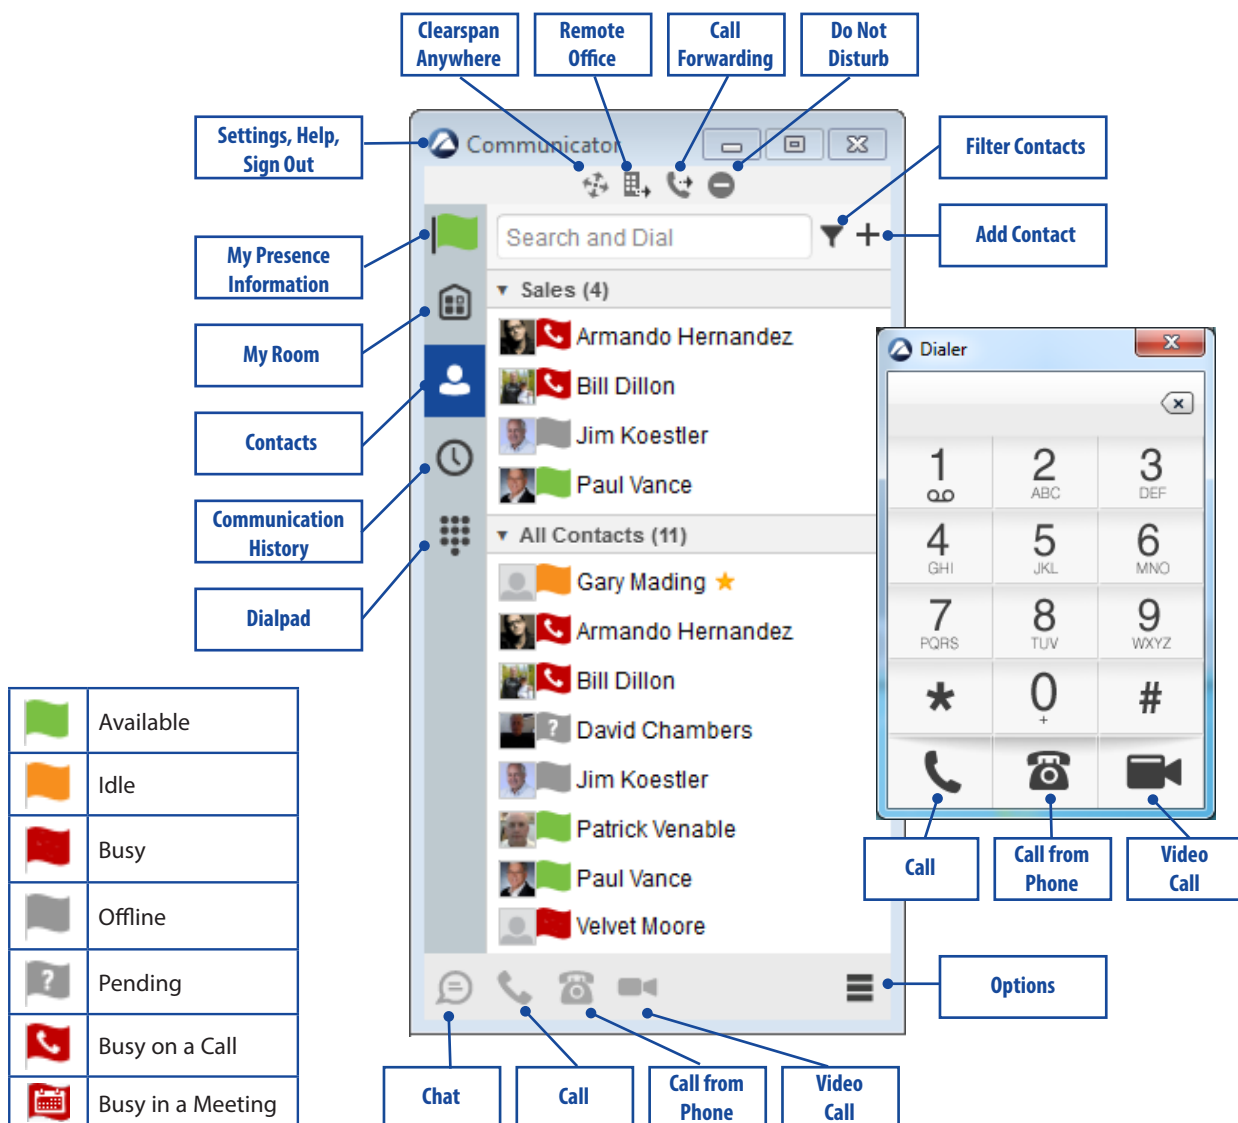 Clearspan
Anywhere
Remote
Office
Call
Forwarding
Do Not
Disturb
Settings, Help,
Sign Out
Communicator
Filter Contacts
Search and Dial
Add Contact
My Presence
Information
Sales (4)
My Room
Armando Hernandez
Bill Dillon
Jim Koestler
Paul Vance
Contacts
Communication
History
All Contacts (11)
Gary Mading
Armando Hernandez
Bill Dillon
David Chambers
Jim Koestler
Patrick Venable
Paul Vance
Velvet Moore
Dialpad
Dialer
1
2
ABC
3
DEF
4
GHI
5
JKL
6
MNO
7
PQRS
8
TUV
9
WXYZ
*
0
+
#
Call
Call from
Phone
Video
Call
Available
Idle
Busy
Offline
?
Pending
Busy on a Call
Busy in a Meeting
Options
Chat
Call
Call from
Phone
Video
Call